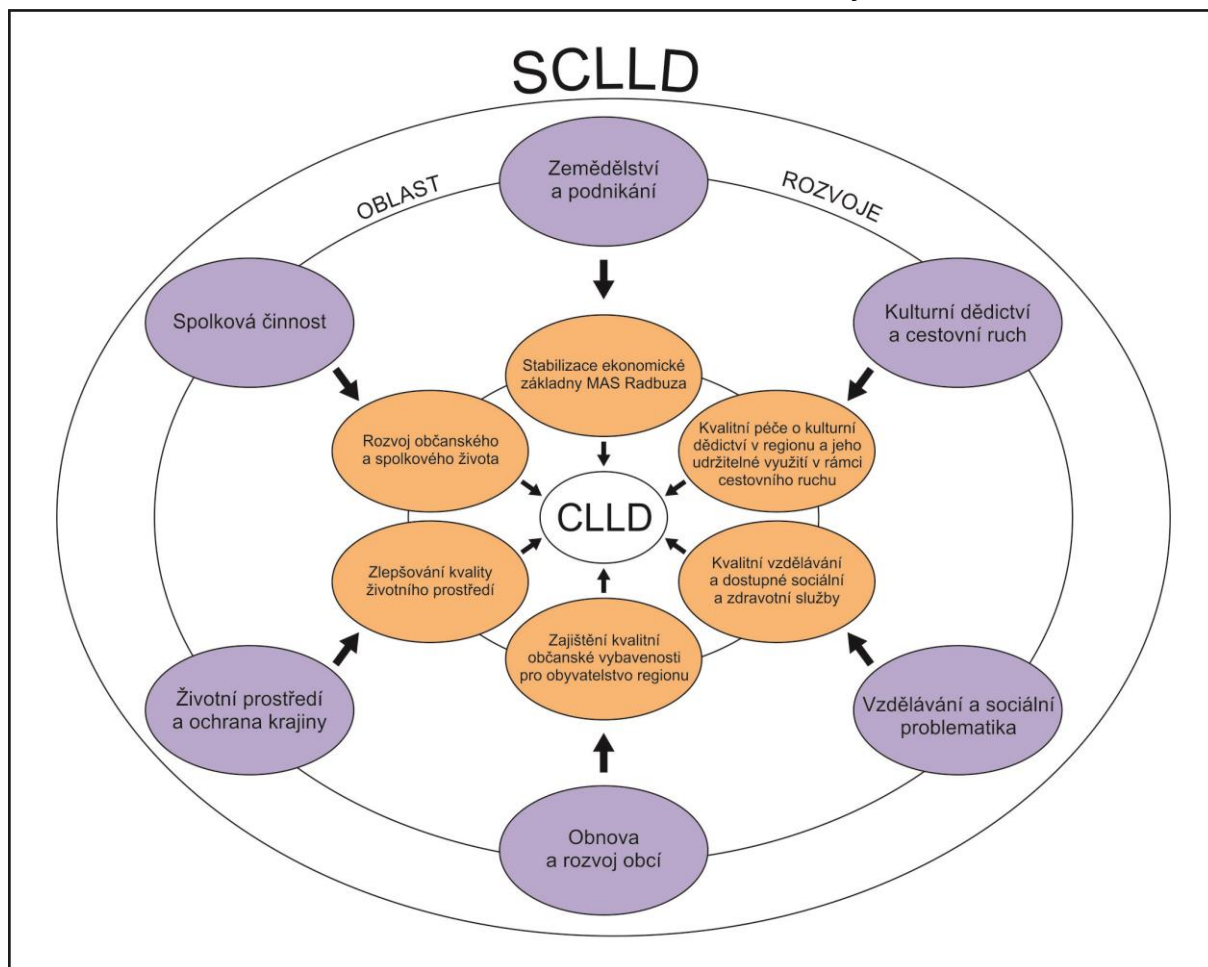 SCLLD
OBLAST
ROZVOJE
Zemědělství
a podnikání
Spolková činnost
Kulturní dědictví
a cestovní ruch
Stabilizace ekonomické
základny MAS Radbuza
Rozvoj občanského
a spolkového života
Kvalitní péče o kulturní
dědictví v regionu a jeho
udržitelné využití v rámci
cestovního ruchu
CLLD
Zlepšování kvality
životního prostředí
Kvalitní vzdělávání
a dostupné sociální
a zdravotní služby
Zajištění kvalitní
občanské vybavenosti
pro obyvatelstvo regionu
Životní prostředí
a ochrana krajiny
Vzdělávání a sociální
problematika
Obnova
a rozvoj obcí